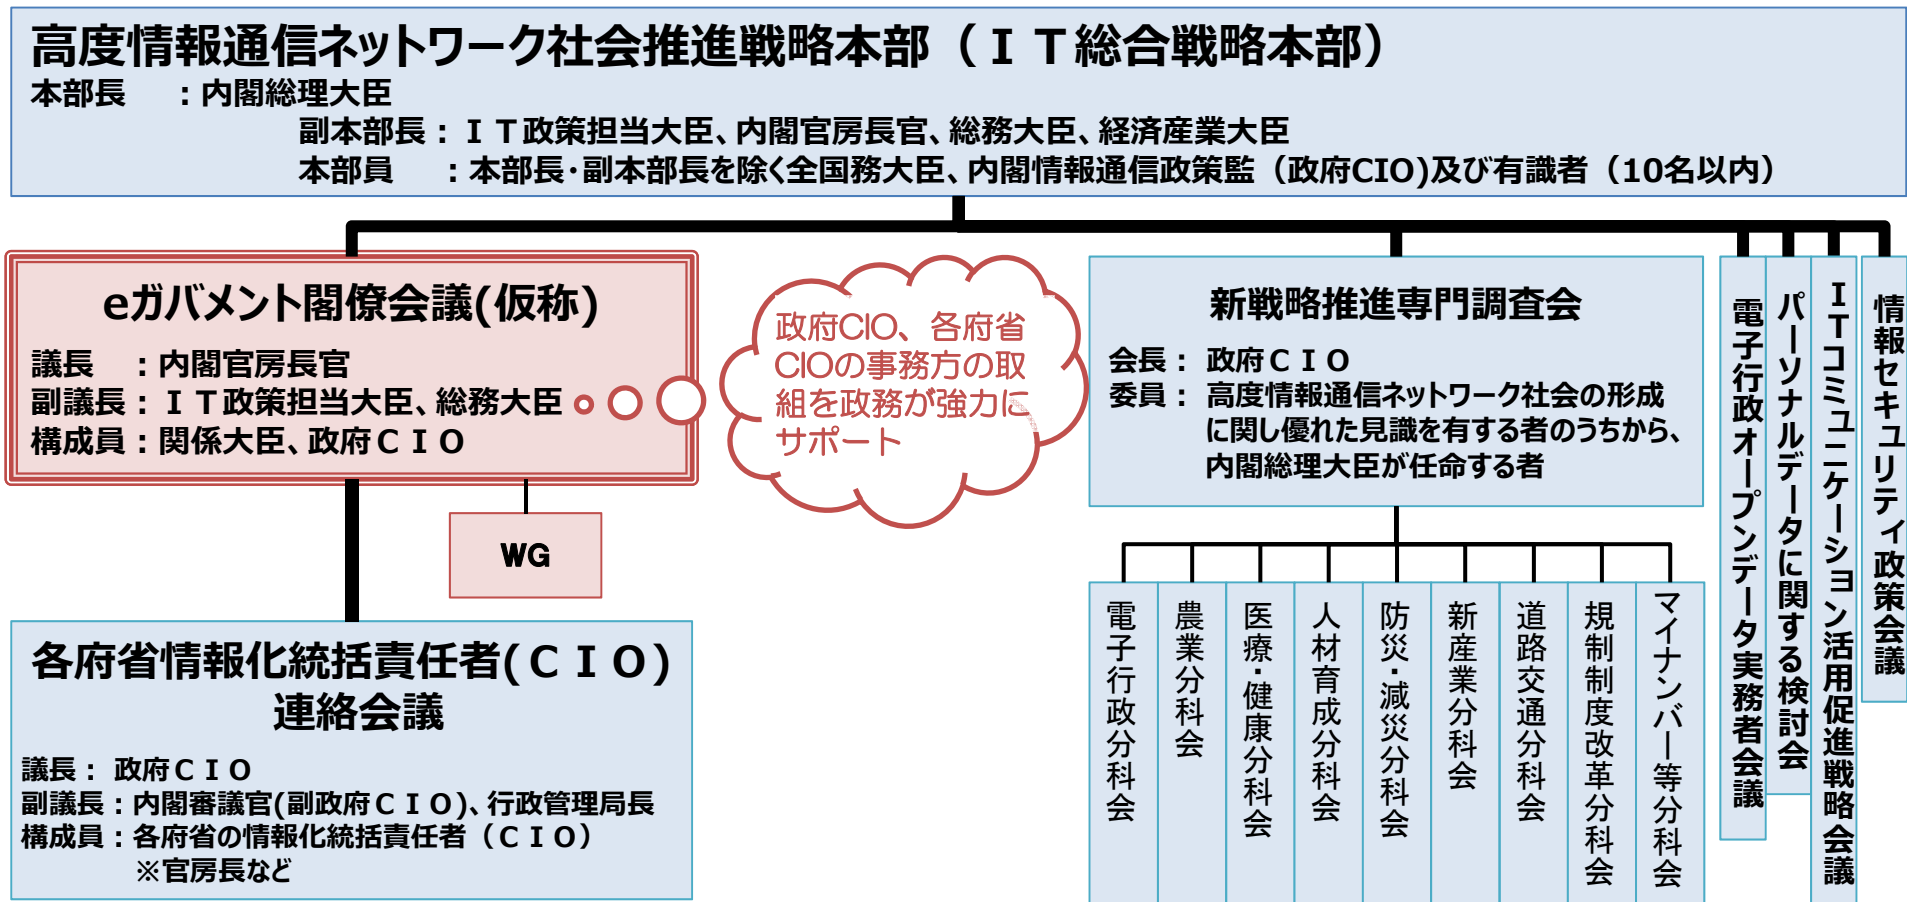 高度情報通信ネットワーク社会推進戦略本部（ＩＴ総合戦略本部）
本部長　：内閣総理大臣
副本部長：ＩＴ政策担当大臣、内閣官房長官、総務大臣、経済産業大臣
本部員　：本部長・副本部長を除く全国務大臣、内閣情報通信政策監（政府CIO)及び有識者（10名以内）
eガバメント閣僚会議(仮称)
議長　：内閣官房長官
副議長：ＩＴ政策担当大臣、総務大臣
構成員：関係大臣、政府ＣＩＯ
政府CIO、各府省
CIOの事務方の取
組を政務が強力に
サポート
WG
各府省情報化統括責任者(ＣＩＯ)
連絡会議
議長： 政府ＣＩＯ
副議長：内閣審議官(副政府ＣＩＯ)、行政管理局長
構成員：各府省の情報化統括責任者（ＣＩＯ）
※官房長など
新戦略推進専門調査会
会長： 政府ＣＩＯ
委員： 高度情報通信ネットワーク社会の形成
に関し優れた見識を有する者のうちから、
内閣総理大臣が任命する者
電子行政分科会
農業分科会
医療・健康分科会
人材育成分科会
防災・減災分科会
新産業分科会
道路交通分科会
規制制度改革分科会
マイナンバー等分科会
電子行政オープンデータ実務者会議
パーソナルデータに関する検討会
ＩＴコミュニケーション活用促進戦略会議
情報セキュリティ政策会議